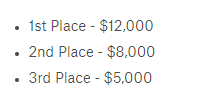 • 1st Place - $12,000
• 2nd Place - $8,000
• 3rd Place - $5,000